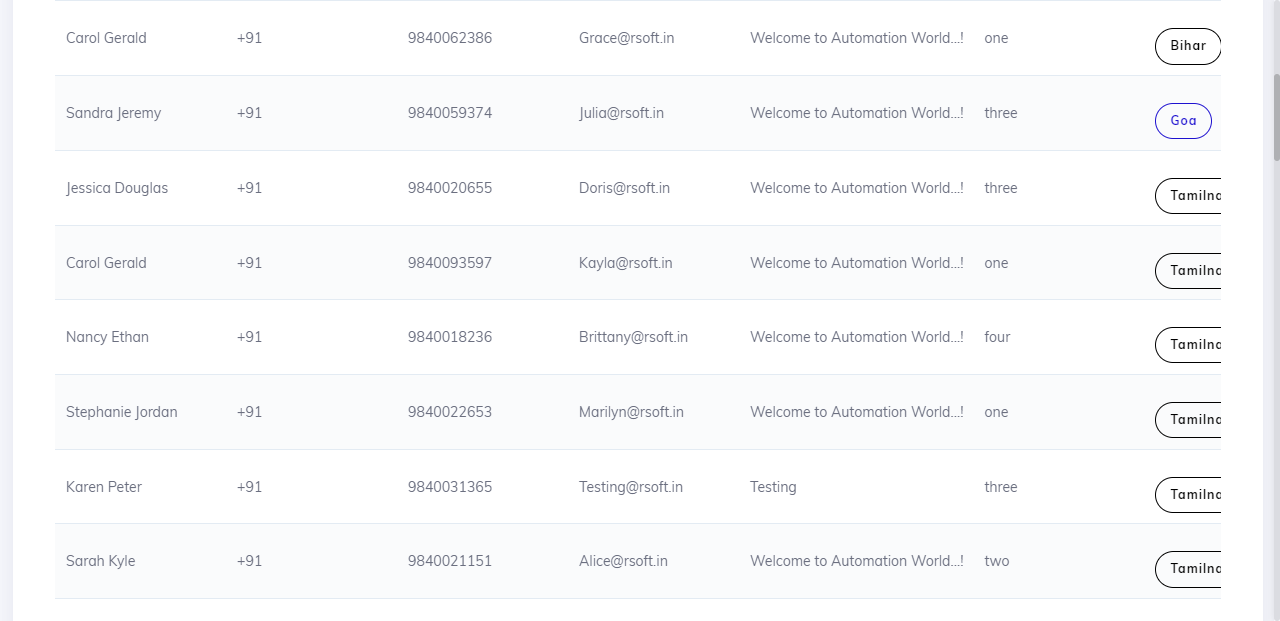 Carol Gerald +91 9840062386 Grace@rsoft.in Welcome to Automation World...! one Bihar
Sandra Jeremy +91 9840059374 Julia@rsoft.in Welcome to Automation World...! three Goa
Jessica Douglas +91 9840020655 Doris@rsoft.in Welcome to Automation World...! three Tamilna
Carol Gerald +91 9840093597 Kayla@rsoft.in Welcome to Automation World...! one Tamilna
Nancy Ethan +91 9840018236 Brittany@rsoft.in Welcome to Automation World...! four Tamilna
Stephanie Jordan +91 9840022653 Marilyn@rsoft.in Welcome to Automation World...! one Tamilna
Karen Peter +91 9840031365 Testing@rsoft.in Testing three Tamilna
Sarah Kyle +91 9840021151 Alice@rsoft.in Welcome to Automation World...! two Tamilna